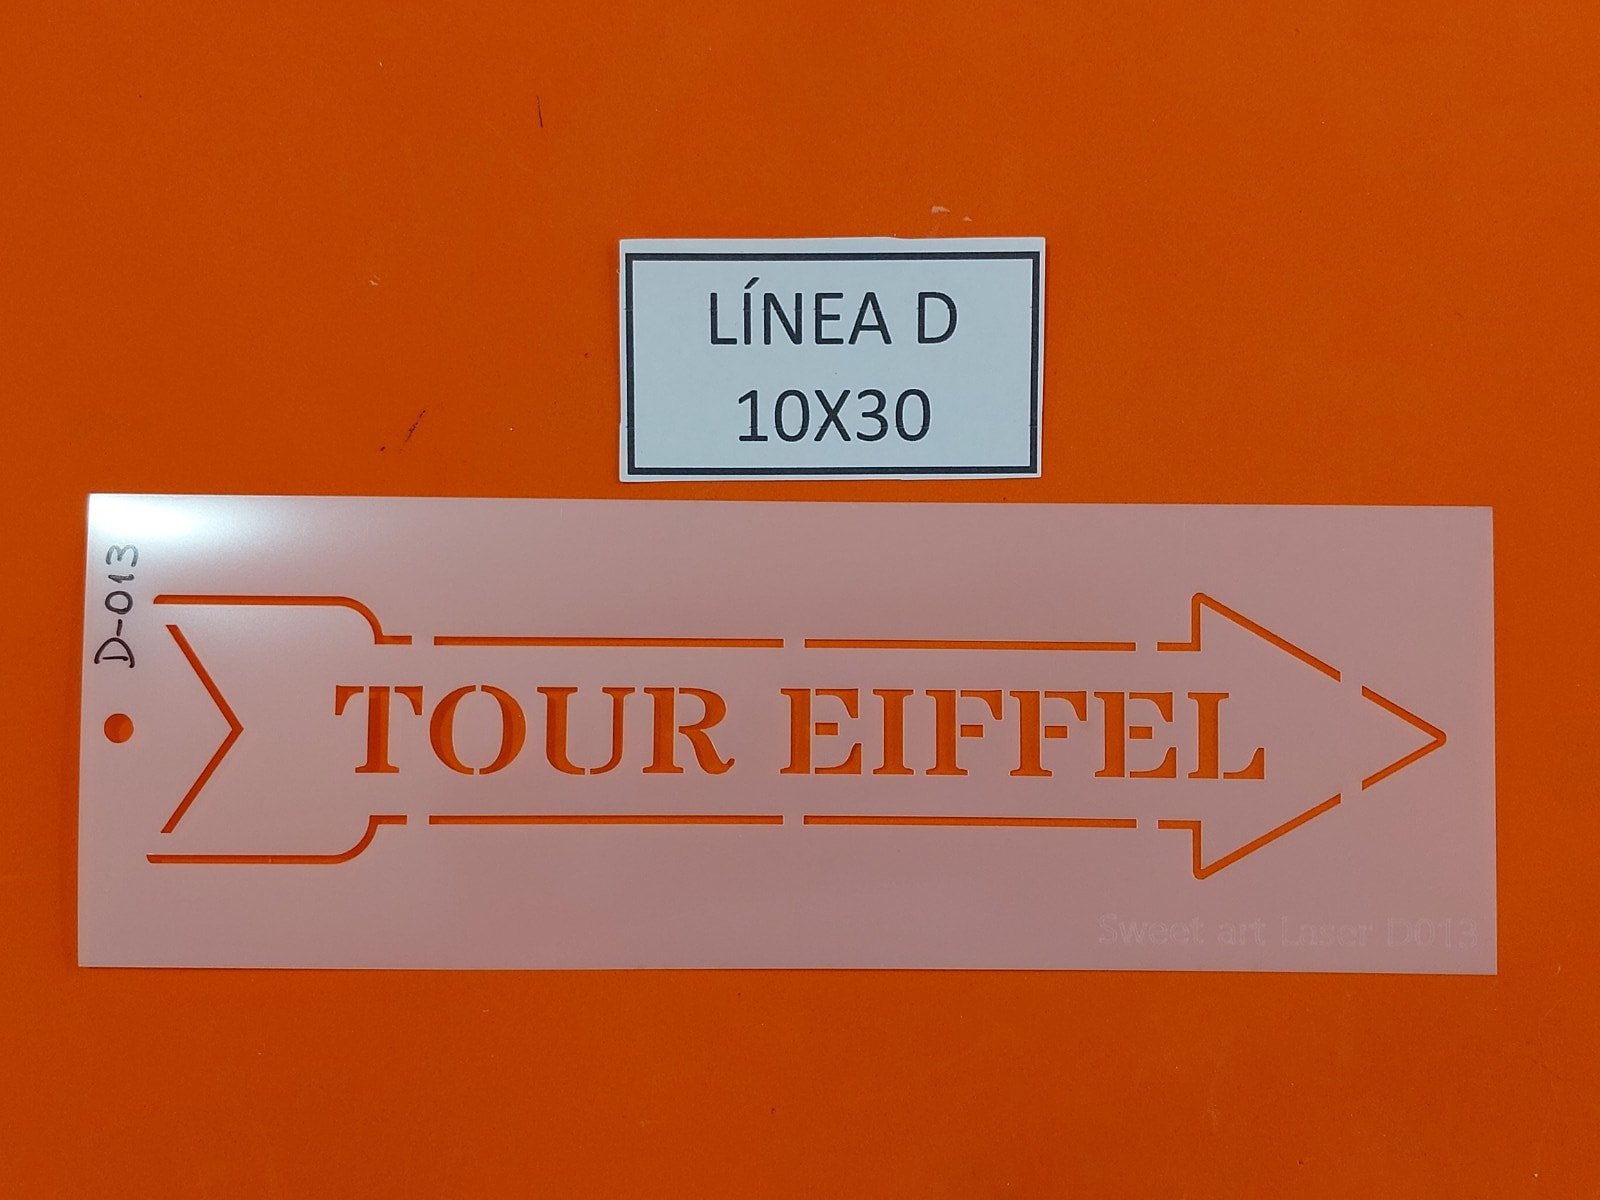 LÍNEA D
10X30
D-013
TOUR EIFFEL
Sweet art Laser D013